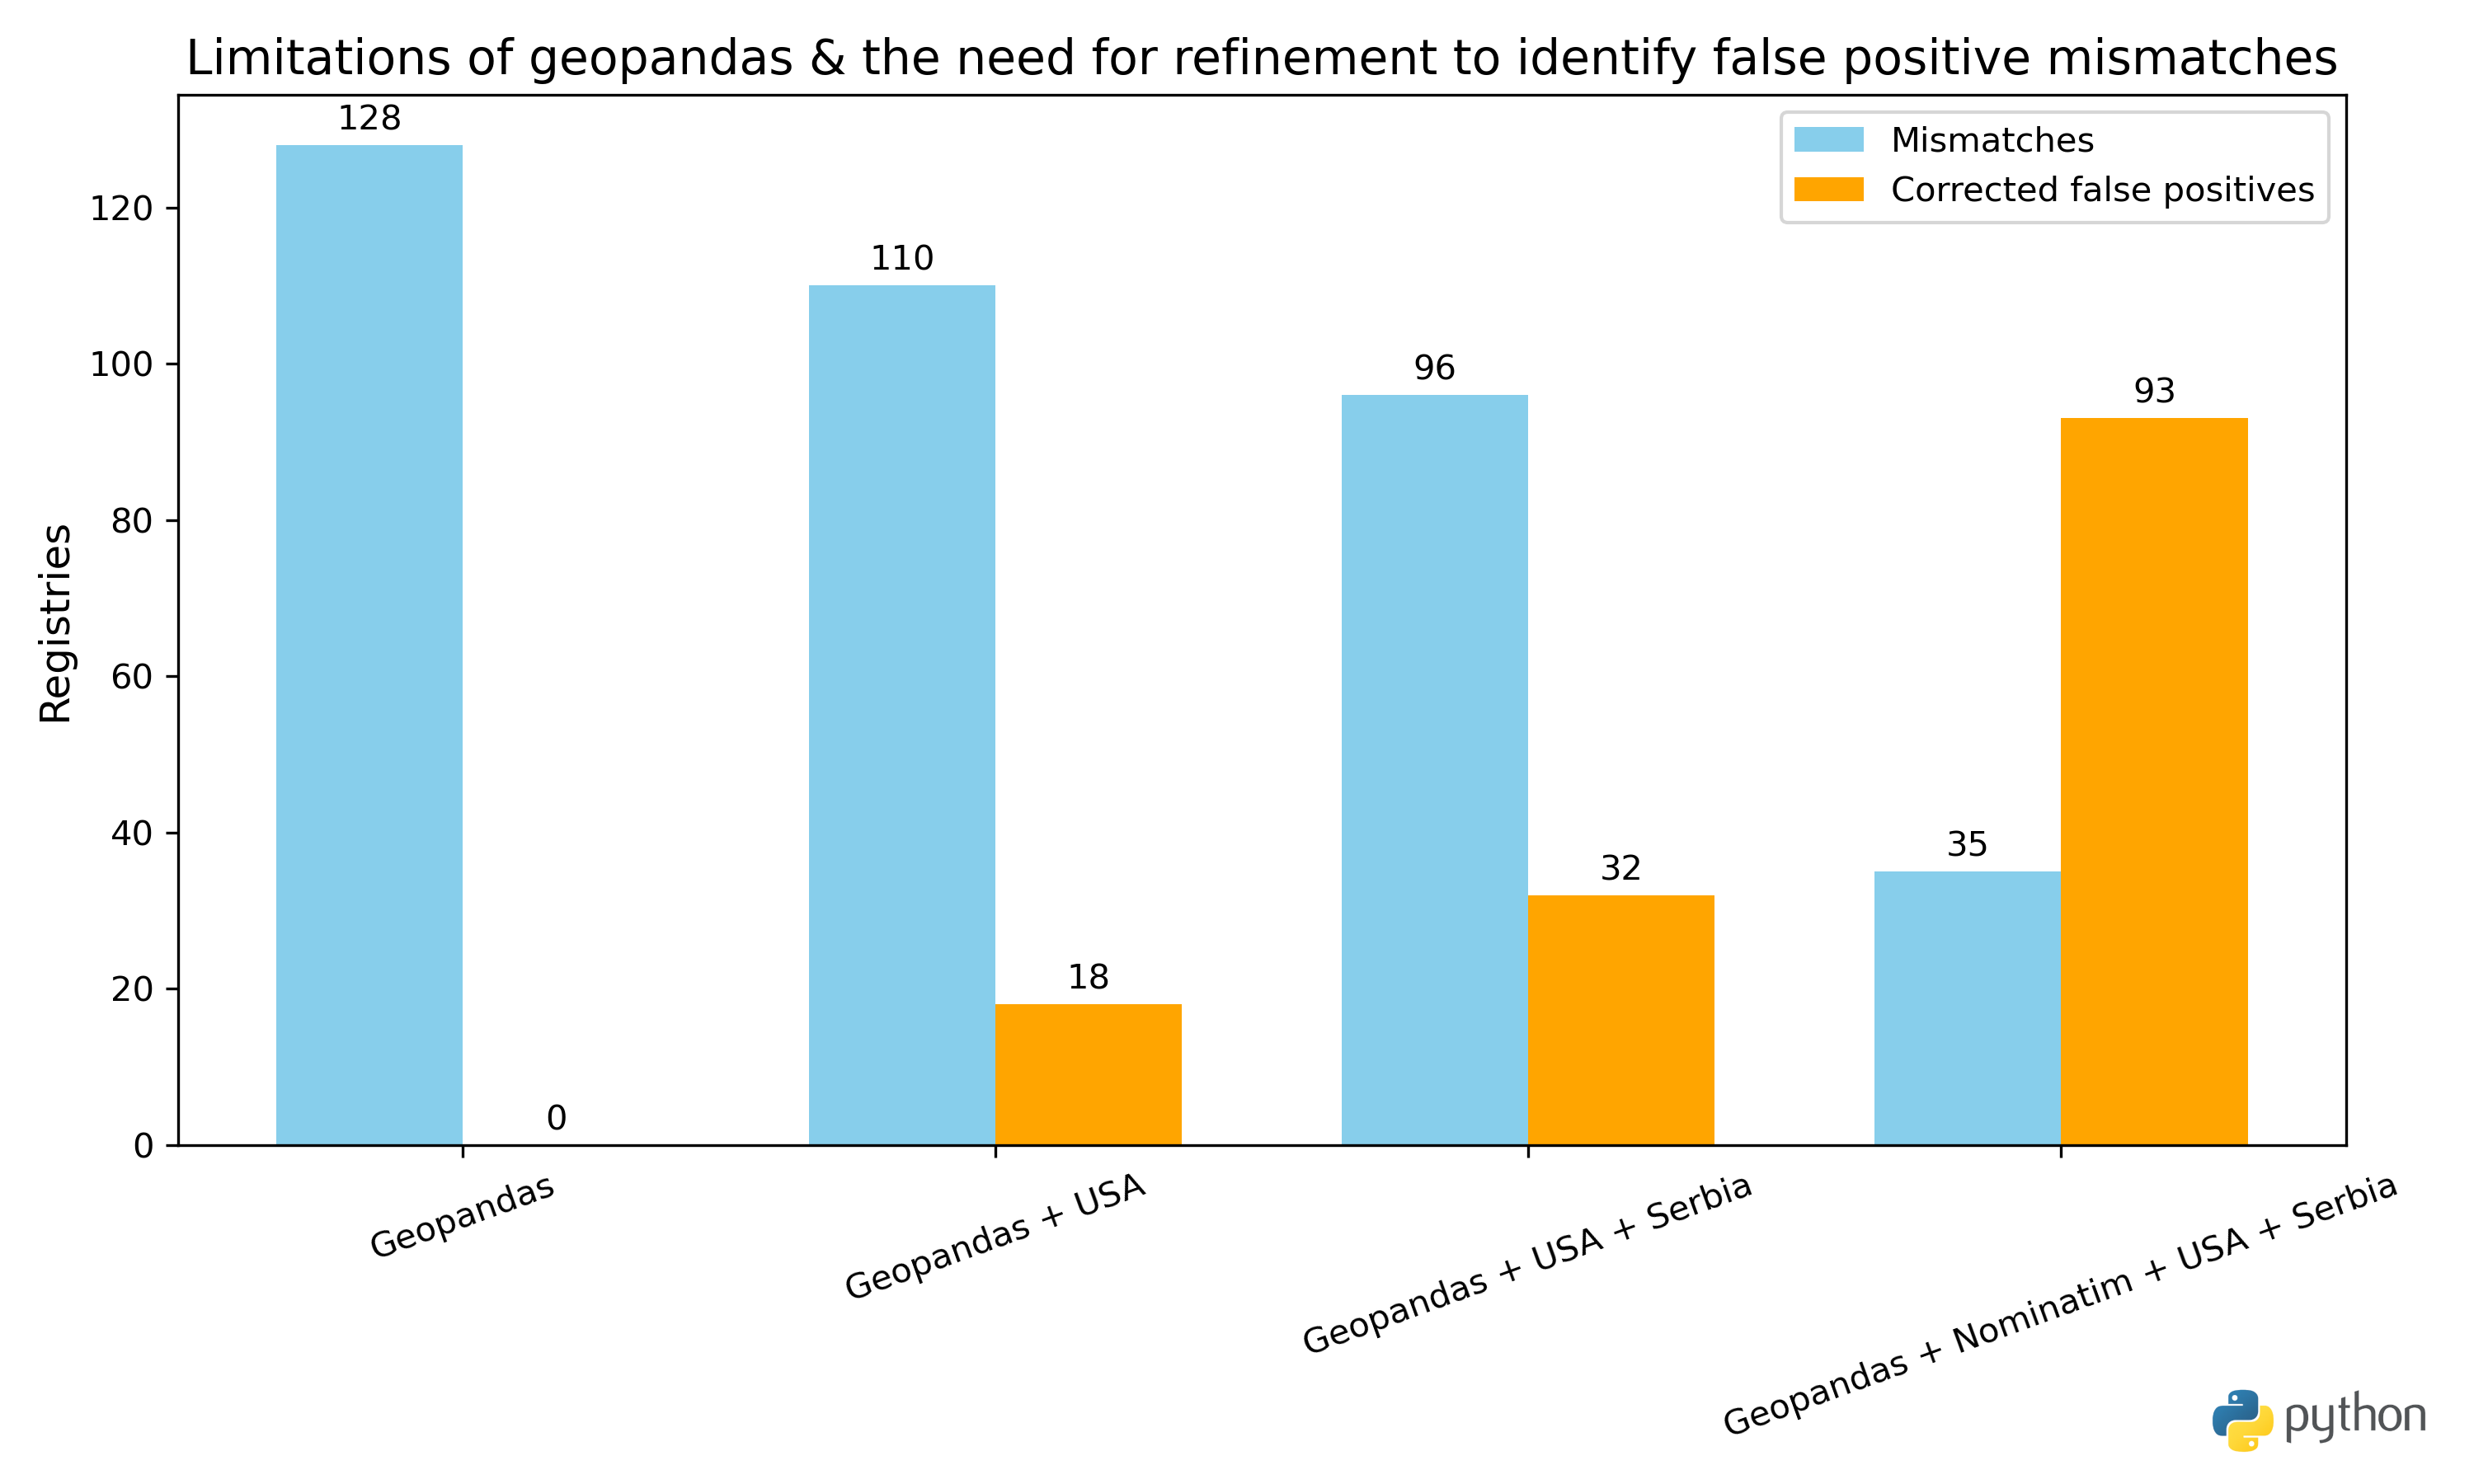 Limitations of geopandas & the need for refinement to identify false positive mismatches
Mismatches
Corrected false positives
Registries
120
100
80
60
40
20
0
128
0
110
18
96
32
35
93
Geopandas
Geopandas + USA
Geopandas + USA + Serbia
Geopandas + Nominatim + USA + Serbia
python